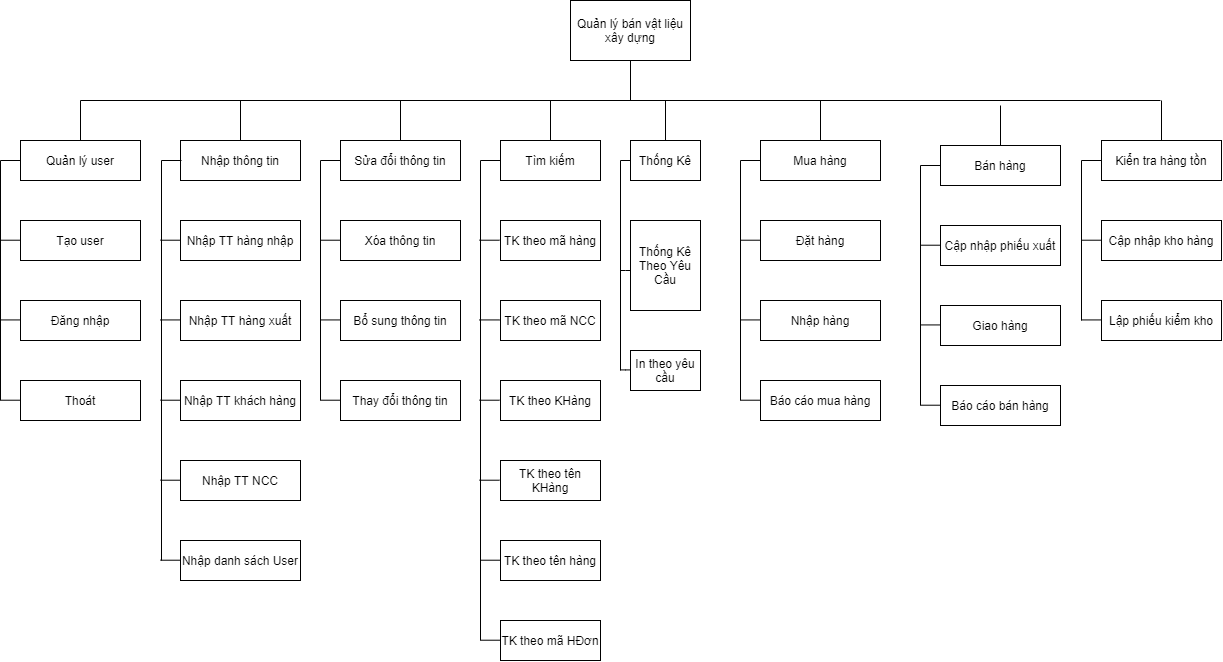 Quản lý bán vật liệu
xây dựng
Quản lý user
Tạo user
Đăng nhập
Thoát
Nhập thông tin
Nhập TT hàng nhập
Nhập TT hàng xuất
Nhập TT khách hàng
Nhập TT NCC
Nhập danh sách User
Sửa đổi thông tin
Xóa thông tin
Bổ sung thông tin
Thay đổi thông tin
Tìm kiếm
TK theo mã hàng
TK theo mã NCC
TK theo KHàng
TK theo tên
KHàng
TK theo tên hàng
TK theo mã HĐơn
Thống Kê
Thống Kê
Theo Yêu
Cầu
In theo yêu
cầu
Mua hàng
Đặt hàng
Nhập hàng
Báo cáo mua hàng
Bán hàng
Cập nhập phiếu xuất
Giao hàng
Báo cáo bán hàng
Kiển tra hàng tồn
Cập nhập kho hàng
Lập phiếu kiểm kho